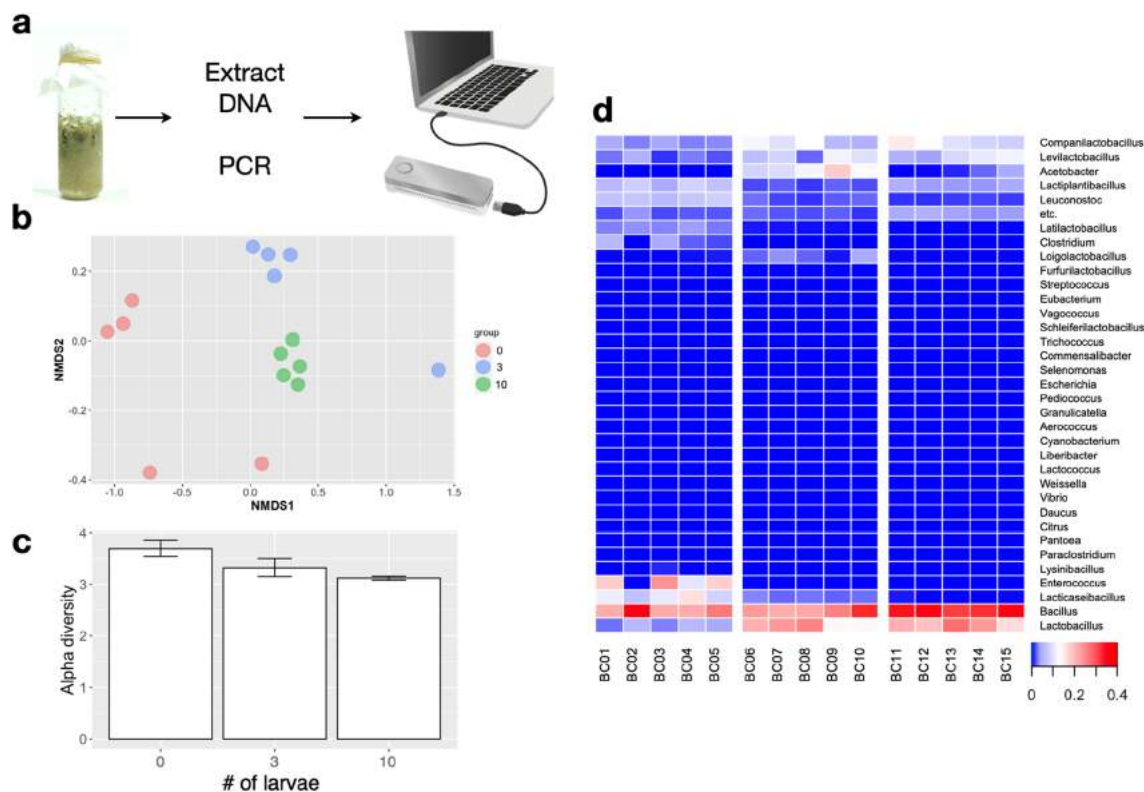 a
Extract
DNA
PCR
b
NMDS2
0.2
0.0
-0.2
-0.4
-1.0
-0.5
0.0
0.5
1.0
1.5
NMDS1
group
0
3
10
c
Alpha diversity
4
3
2
1
0
0
3
10
# of larvae
d
Companilactobacillus
Levilactobacillus
Acetobacter
Lactiplantibacillus
Leuconostoc
etc.
Latilactobacillus
Clostridium
Loigolactobacillus
Furfurilactobacillus
Streptococcus
Eubacterium
Vagococcus
Schleiferilactobacillus
Trichococcus
Commensalibacter
Selenomonas
Escherichia
Pediococcus
Granulicatella
Aerococcus
Cyanobacterium
Liberibacter
Lactococcus
Weissella
Vibrio
Daucus
Citrus
Pantoea
Paraclostridium
Lysinibacillus
Enterococcus
Lacticaseibacillus
Bacillus
Lactobacillus
BC01
BC02
BC03
BC04
BC05
BC06
BC07
BC08
BC09
BC10
BC11
BC12
BC13
BC14
BC15
0
0.2
0.4